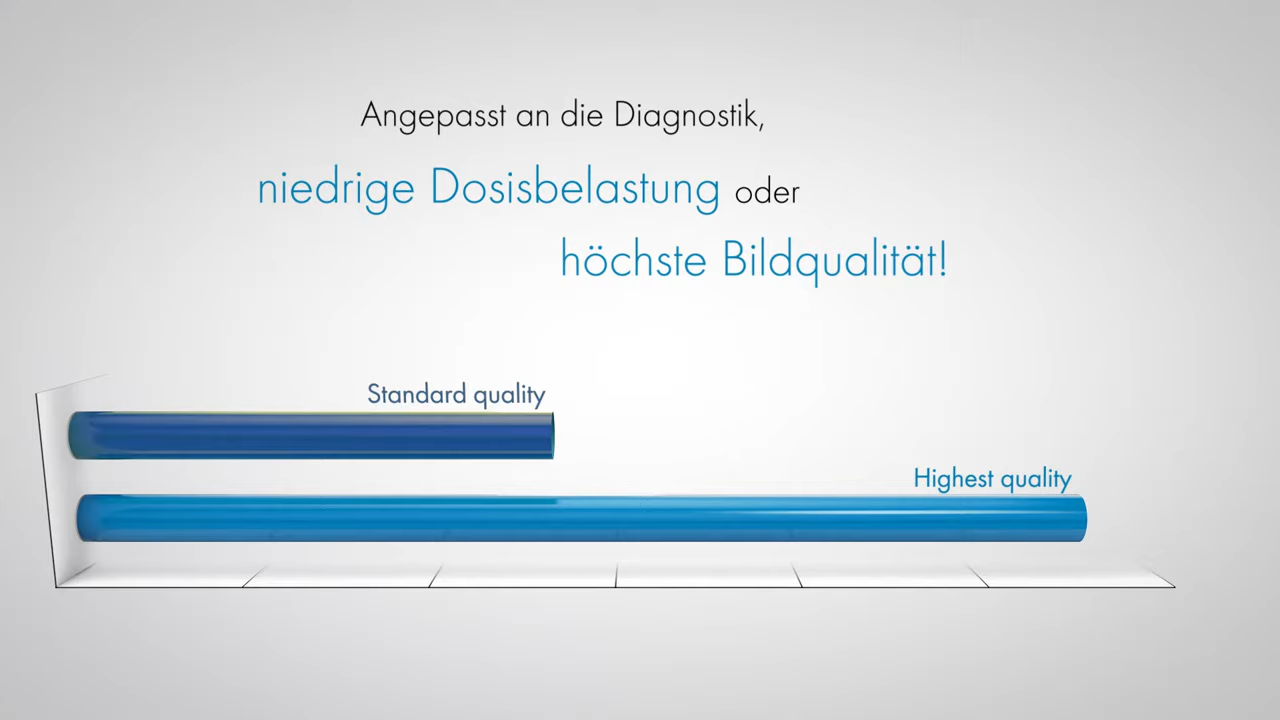 Angepasst an die Diagnostik,
niedrige Dosisbelastung oder
höchste Bildqualität!
Standard quality
Highest quality